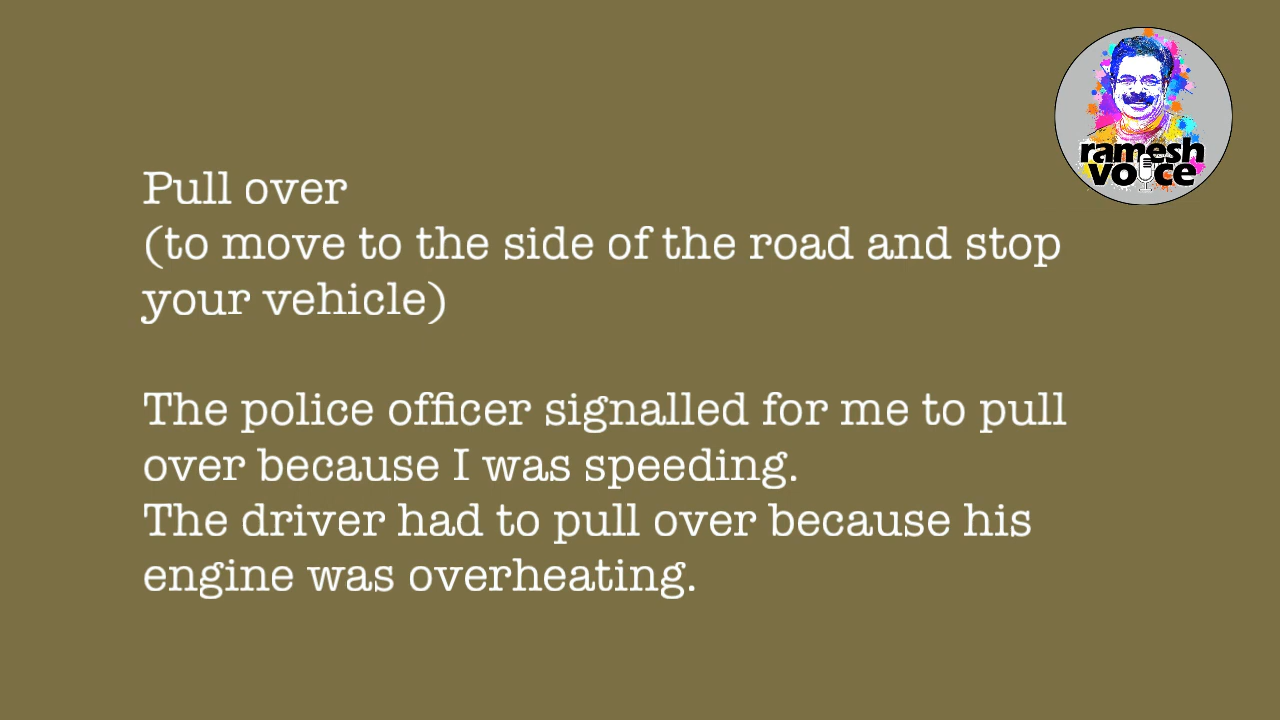 ramesh
voice
Pull over
(to move to the side of the road and stop
your vehicle)
The police officer signalled for me to pull
over because I was speeding.
The driver had to pull over because his
engine was overheating.